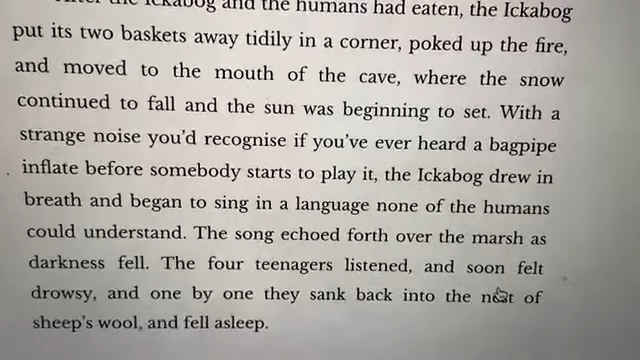 After the Ickabog and the humans had eaten, the Ickabog
put its two baskets away tidily in a corner, poked up the fire,
and moved to the mouth of the cave, where the snow
continued to fall and the sun was beginning to set. With a
strange noise you'd recognise if you've ever heard a bagpipe
inflate before somebody starts to play it, the Ickabog drew in
breath and began to sing in a language none of the humans
could understand. The song echoed forth over the marsh as
darkness fell. The four teenagers listened, and soon felt
drowsy, and one by one they sank back into the of
sheep's wool, and fell asleep.